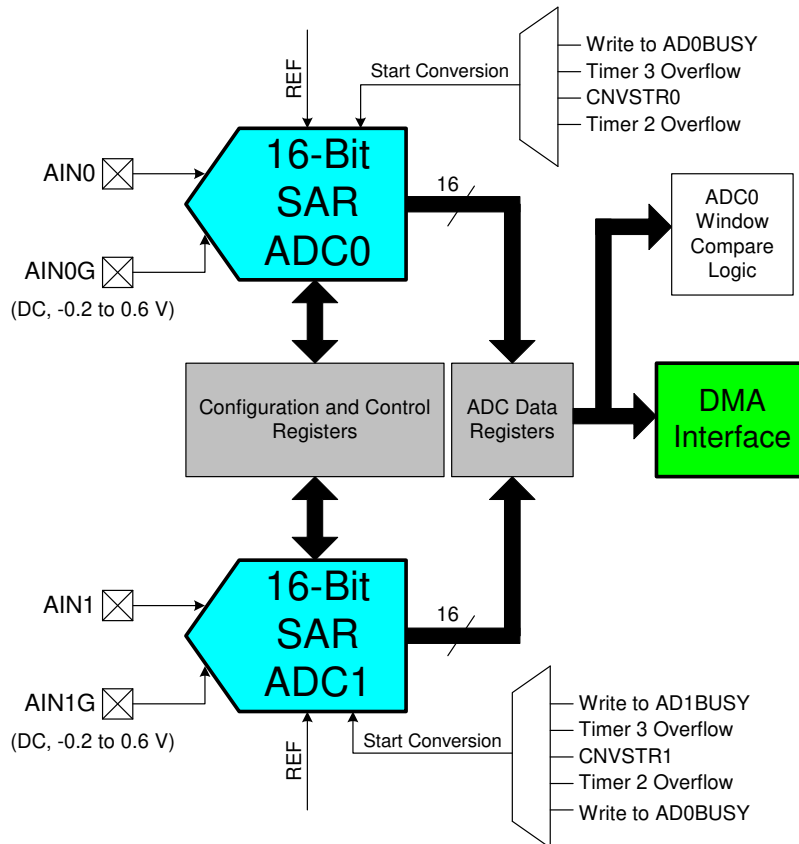 Write to AD0BUSY
Timer 3 Overflow
CNVSTR0
Timer 2 Overflow
Start Conversion
REF
AIN0
16-Bit
SAR
ADC0
16
ADC0
Window
Compare
Logic
AIN0G
(DC, -0.2 to 0.6 V)
Configuration and Control
Registers
ADC Data
Registers
DMA
Interface
AIN1
16-Bit
SAR
ADC1
16
AIN1G
(DC, -0.2 to 0.6 V)
REF
Start Conversion
Write to AD1BUSY
Timer 3 Overflow
CNVSTR1
Timer 2 Overflow
Write to AD0BUSY